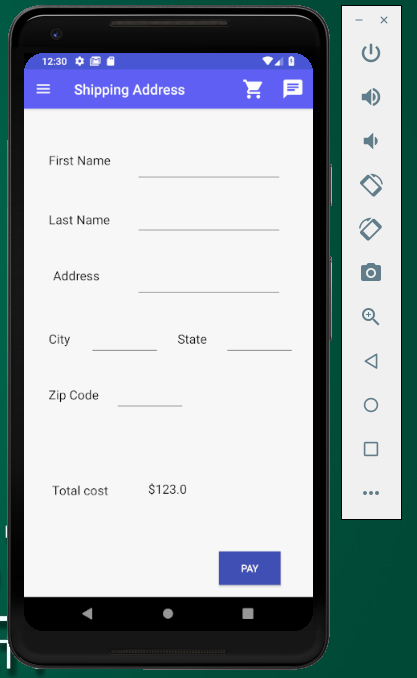 12:30
Shipping Address
First Name
Last Name
Address
City State
Zip Code
Total cost $123.0
PAY